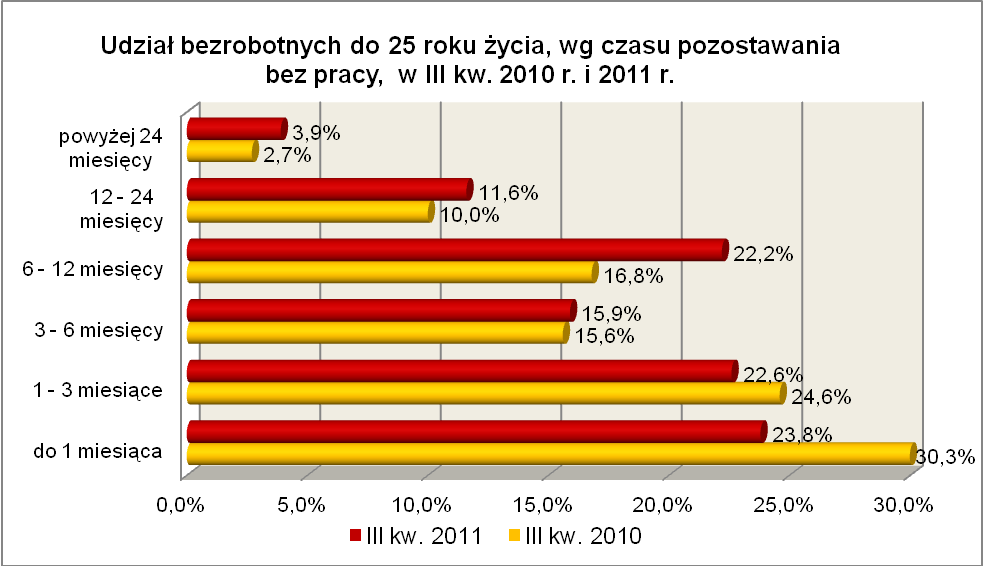 Udział bezrobotnych do 25 roku życia, wg czasu pozostawania
bez pracy, w III kw. 2010 r. i 2011 r.
powyżej 24
miesięcy
3,9%
2,7%
12 - 24
miesięcy
11,6%
10,0%
6 - 12 miesięcy
22,2%
16,8%
3 - 6 miesięcy
15,9%
15,6%
1 - 3 miesiące
22,6%
24,6%
do 1 miesiąca
23,8%
30,3%
0,0% 5,0% 10,0% 15,0% 20,0% 25,0% 30,0%
III kw. 2011 III kw. 2010